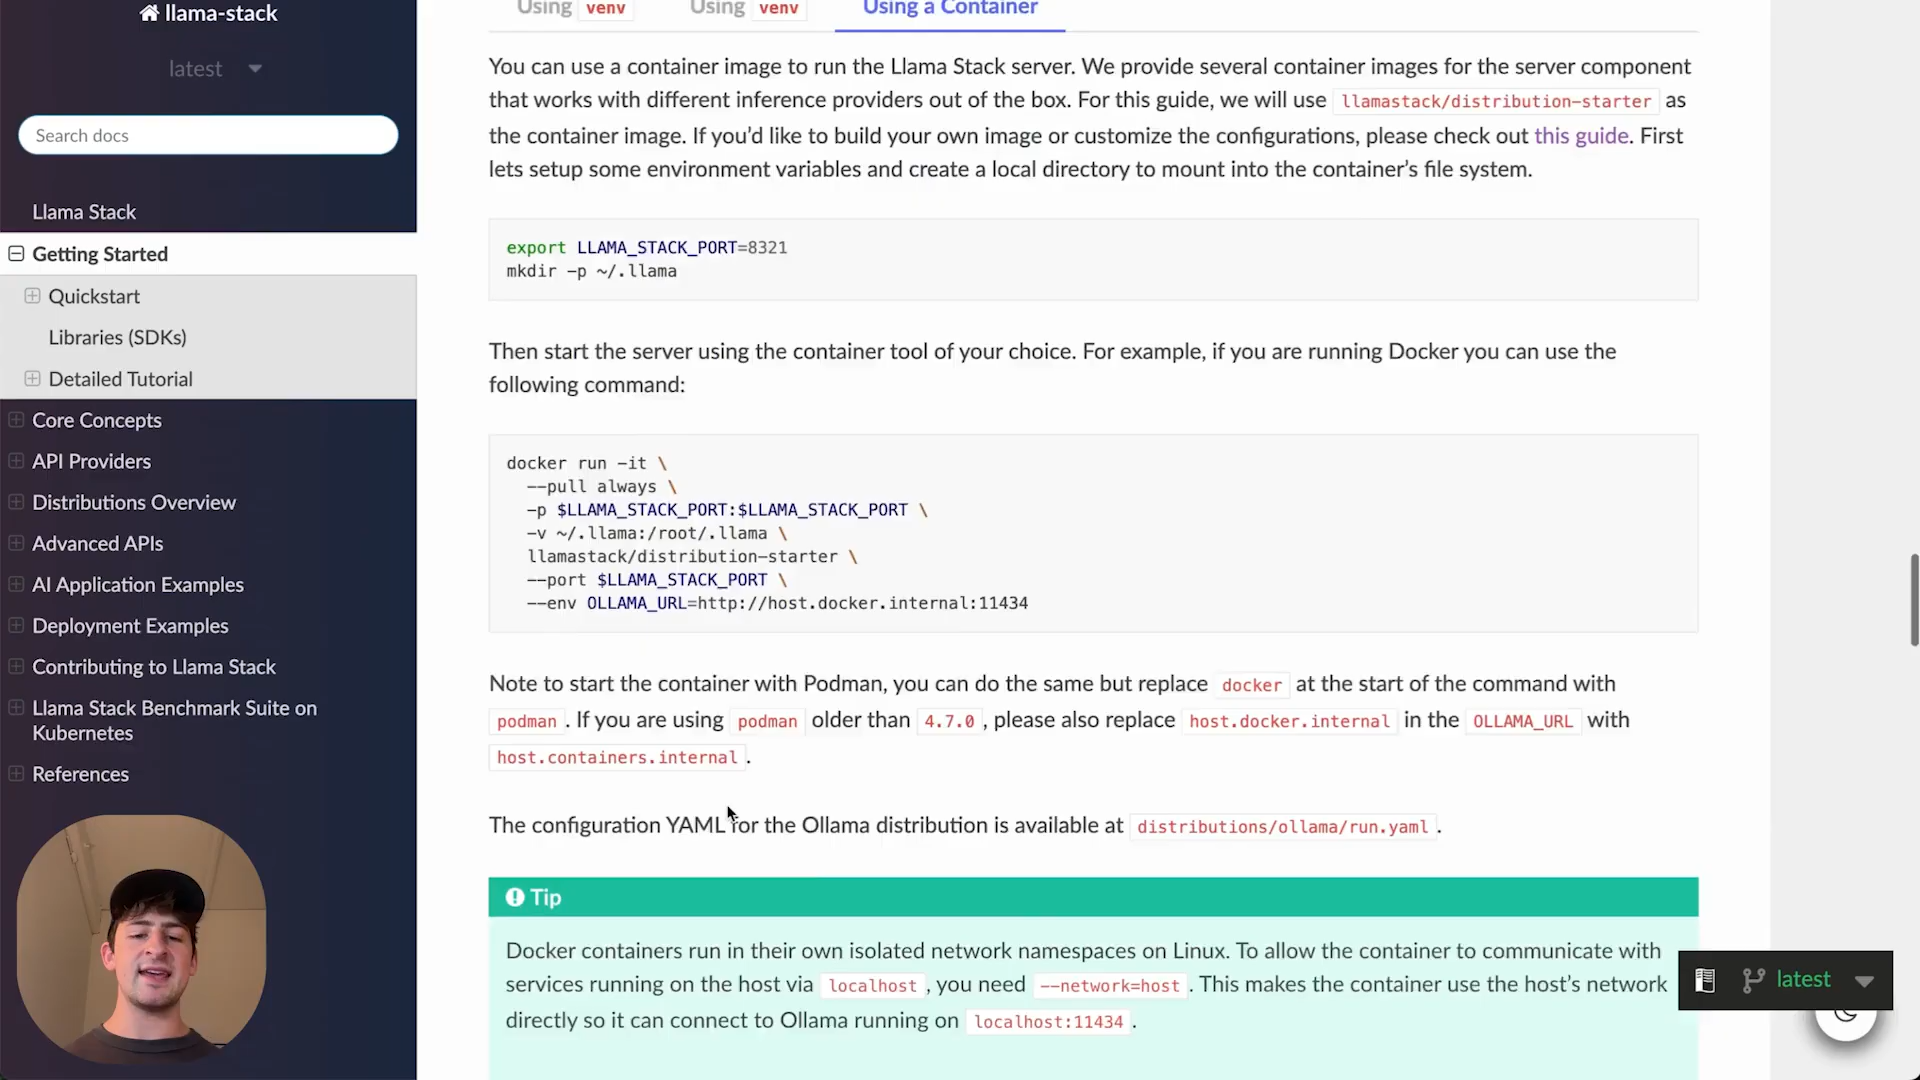 llama-stack
latest
Search docs
Llama Stack
Getting Started
Quickstart
Libraries (SDKs)
Detailed Tutorial
Core Concepts
API Providers
Distributions Overview
Advanced APIs
AI Application Examples
Deployment Examples
Contributing to Llama Stack
Llama Stack Benchmark Suite on
Kubernetes
References
Using venv
Using venv
Using a Container
You can use a container image to run the Llama Stack server. We provide several container images for the server component
that works with different inference providers out of the box. For this guide, we will use llamastack/distribution-starter as
the container image. If you’d like to build your own image or customize the configurations, please check out this guide. First
lets setup some environment variables and create a local directory to mount into the container’s file system.
export LLAMA_STACK_PORT=8321
mkdir -p ~/.llama
Then start the server using the container tool of your choice. For example, if you are running Docker you can use the
following command:
docker run -it \
--pull always \
-p $LLAMA_STACK_PORT:$LLAMA_STACK_PORT \
-v ~/.llama:/root/.llama \
llamastack/distribution-starter \
--port $LLAMA_STACK_PORT \
--env OLLAMA_URL=http://host.docker.internal:11434
Note to start the container with Podman, you can do the same but replace docker at the start of the command with
podman . If you are using podman older than 4.7.0 , please also replace host.docker.internal in the OLLAMA_URL with
host.containers.internal .
The configuration YAML for the Ollama distribution is available at distributions/ollama/run.yaml .
Tip
Docker containers run in their own isolated network namespaces on Linux. To allow the container to communicate with
services running on the host via localhost , you need --network=host . This makes the container use the host’s network
directly so it can connect to Ollama running on localhost:11434 .
latest